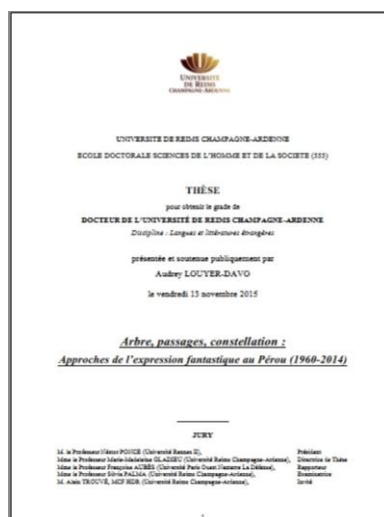 UNIVERSITÉ
DE REIMS
CHAMPAGNE-ARDENNE
UNIVERSITE DE REIMS CHAMPAGNE-ARDENNE
ECOLE DOCTORALE SCIENCES DE L'HOMME ET DE LA SOCIETE (555)
THÈSE
pour obtenir le grade de
DOCTEUR DE L'UNIVERSITÉ DE REIMS CHAMPAGNE-ARDENNE
Discipline : Langues et littératures étrangères
présentée et soutenue publiquement par
Audrey LOUYER-DAVO
le vendredi 13 novembre 2015
Arbre, passages, constellation :
Approches de l'expression fantastique au Pérou (1960-2014)
JURY
M. le Professeur Néstor PONCE (Université Rennes II), Président
Mme le Professeur Marie-Madeleine GLADIEU (Université Reims Champagne-Ardenne), Directrice de Thèse
Mme le Professeur Françoise AUBÈS (Université Paris Ouest Nanterre La Défense), Rapporteur
Mme le Professeur Silvia PALMA (Université Reims Champagne-Ardenne), Examinatrice
M. Alain TROUVÉ, MCF HDR (Université Reims Champagne-Ardenne), Invité